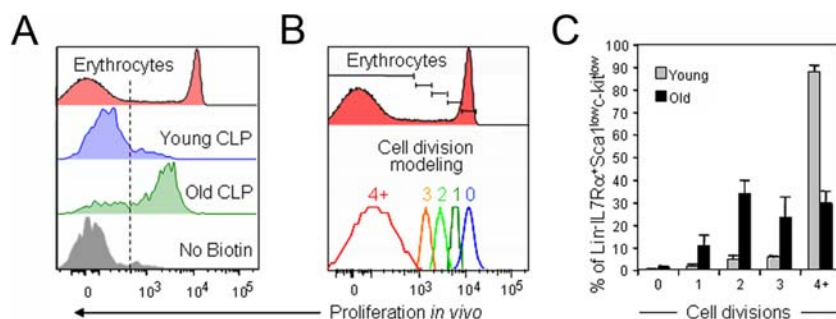 A
Erythrocytes
Young CLP
Old CLP
No Biotin
0 10³ 10⁴ 10⁵
B
Erythrocytes
Cell division
modeling
4+ 3 2 1 0
0 10³ 10⁴ 10⁵
Proliferation in vivo
C
% of Lin⁻IL7Rα⁺Sca1ˡᵒʷc-kitˡᵒʷ
100
90
80
70
60
50
40
30
20
10
0
Young
Old
0 1 2 3 4+
Cell divisions